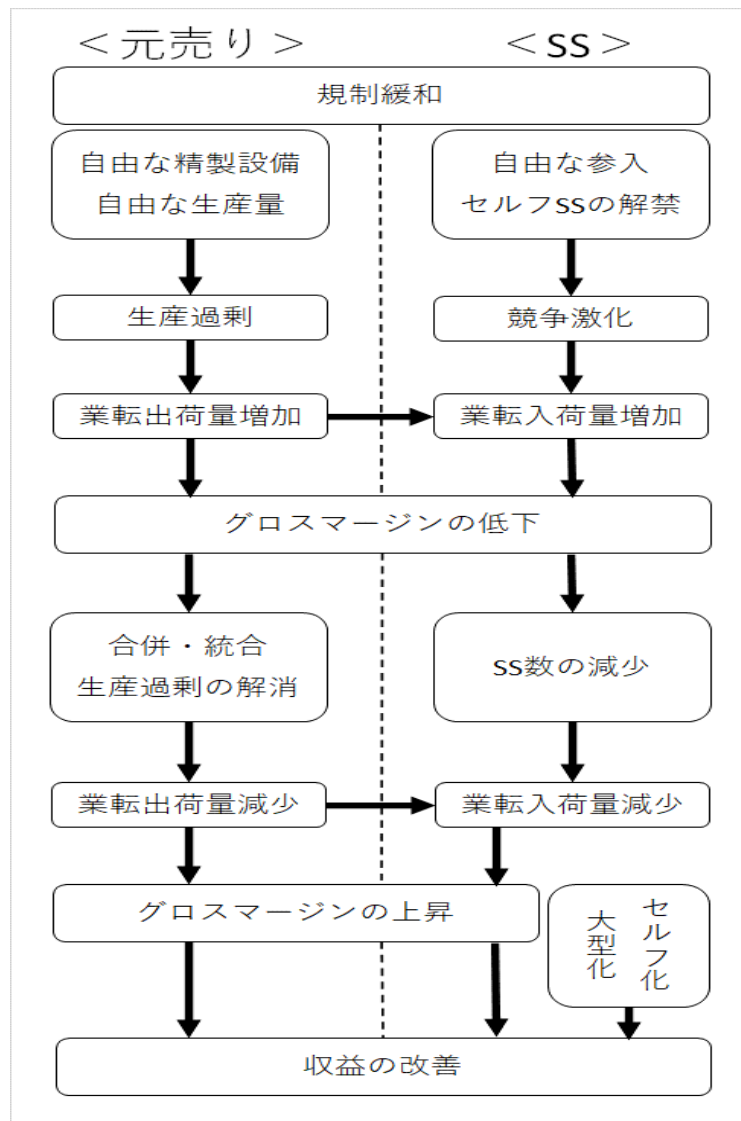 ＜元売り＞
＜SS＞
規制緩和
自由な精製設備
自由な生産量
自由な参入
セルフSSの解禁
生産過剰
競争激化
業転出荷量増加
業転入荷量増加
グロスマージンの低下
合併・統合
生産過剰の解消
SS数の減少
業転出荷量減少
業転入荷量減少
グロスマージンの上昇
セルフ化
大型化
収益の改善